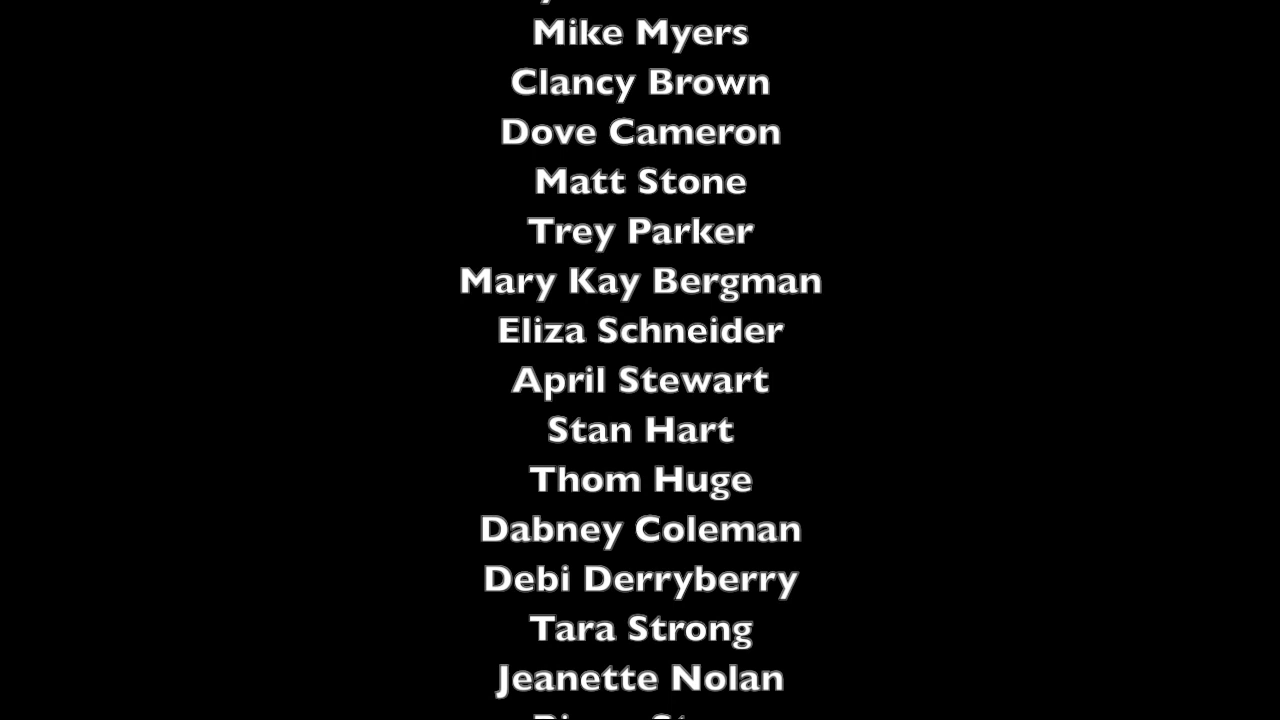 Mike Myers
Clancy Brown
Dove Cameron
Matt Stone
Trey Parker
Mary Kay Bergman
Eliza Schneider
April Stewart
Stan Hart
Thom Huge
Dabney Coleman
Debi Derryberry
Tara Strong
Jeanette Nolan